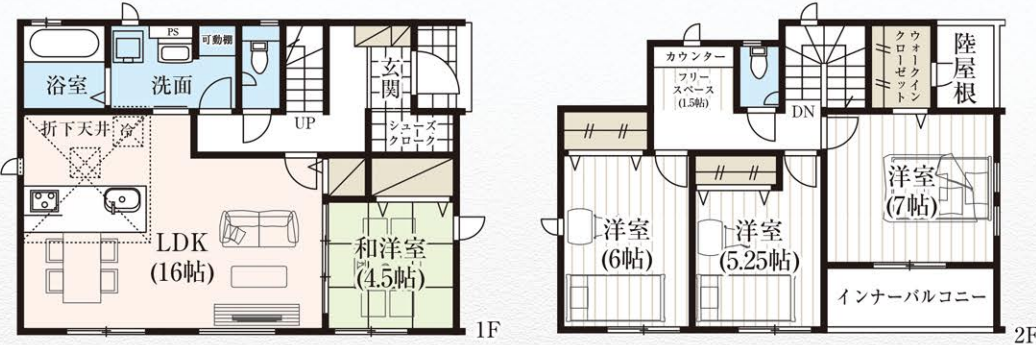 PS
可動棚
浴室
洗面
玄関
UP
シューズ
クローク
折下天井
冷
LDK
(16帖)
和洋室
(4.5帖)
1F
カウンター
フリー
スペース
(1.5帖)
DN
ウォークイン
クローゼット
陸屋根
洋室
(6帖)
洋室
(5.25帖)
洋室
(7帖)
インナーバルコニー
2F